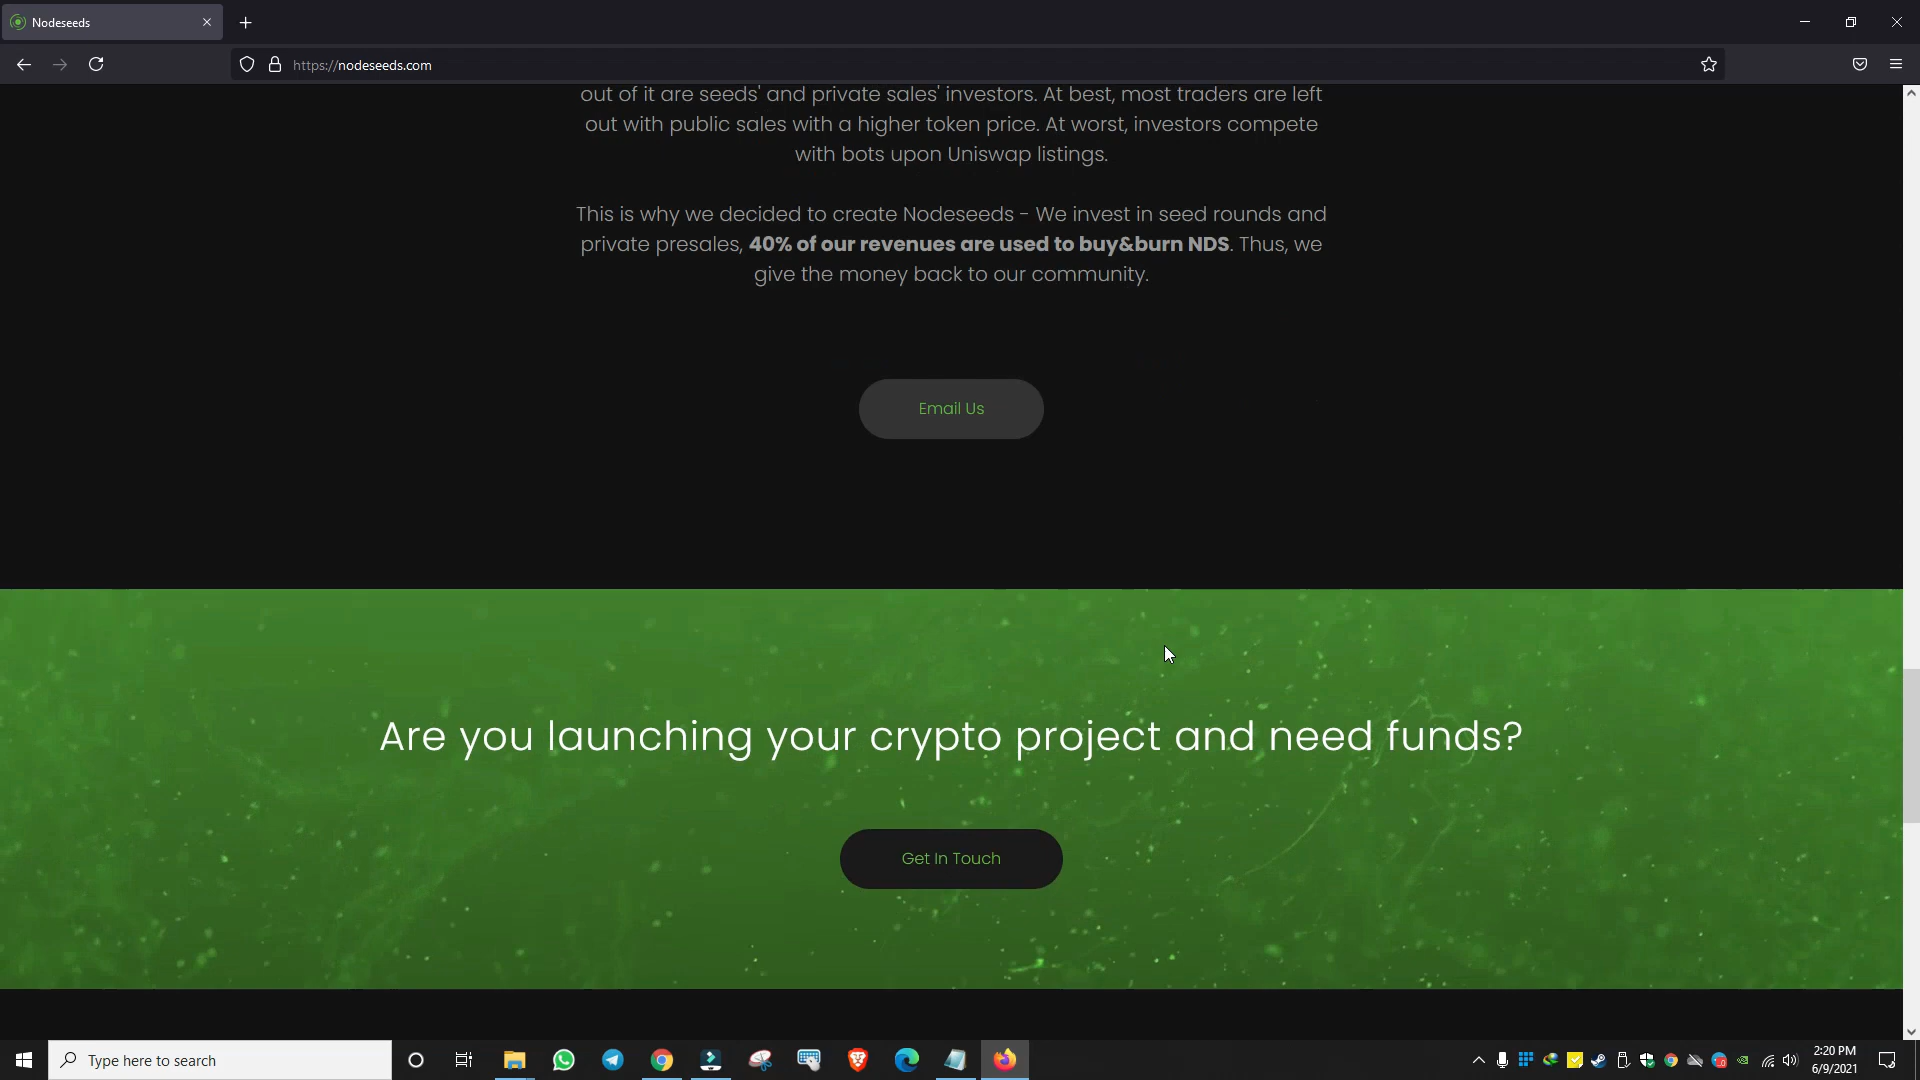 Nodeseeds
https://nodeseeds.com
out of it are seeds' and private sales' investors. At best, most traders are left
out with public sales with a higher token price. At worst, investors compete
with bots upon Uniswap listings.
This is why we decided to create Nodeseeds - We invest in seed rounds and
private presales, 40% of our revenues are used to buy&burn NDS. Thus, we
give the money back to our community.
Email Us
Are you launching your crypto project and need funds?
Get In Touch
Type here to search
2:20 PM
6/9/2021